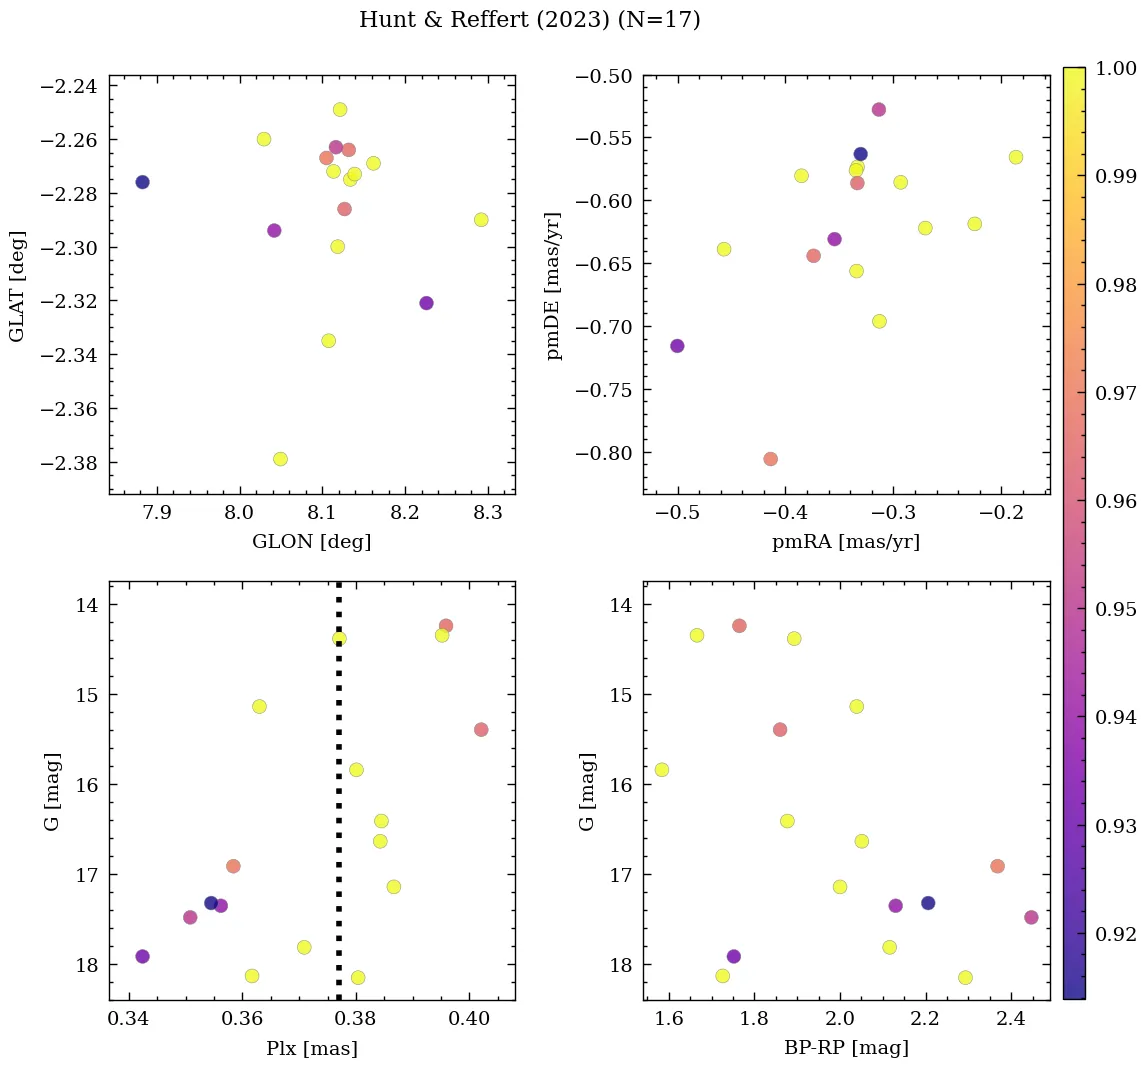 Hunt & Reffert (2023) (N=17)
−2.24
−2.26
−2.28
−2.30
−2.32
−2.34
−2.36
−2.38
GLAT [deg]
7.9 8.0 8.1 8.2 8.3
GLON [deg]
−0.50
−0.55
−0.60
−0.65
−0.70
−0.75
−0.80
pmDE [mas/yr]
−0.5 −0.4 −0.3 −0.2
pmRA [mas/yr]
14
15
16
17
18
G [mag]
0.34 0.36 0.38 0.40
Plx [mas]
14
15
16
17
18
G [mag]
1.6 1.8 2.0 2.2 2.4
BP-RP [mag]
1.00
0.99
0.98
0.97
0.96
0.95
0.94
0.93
0.92